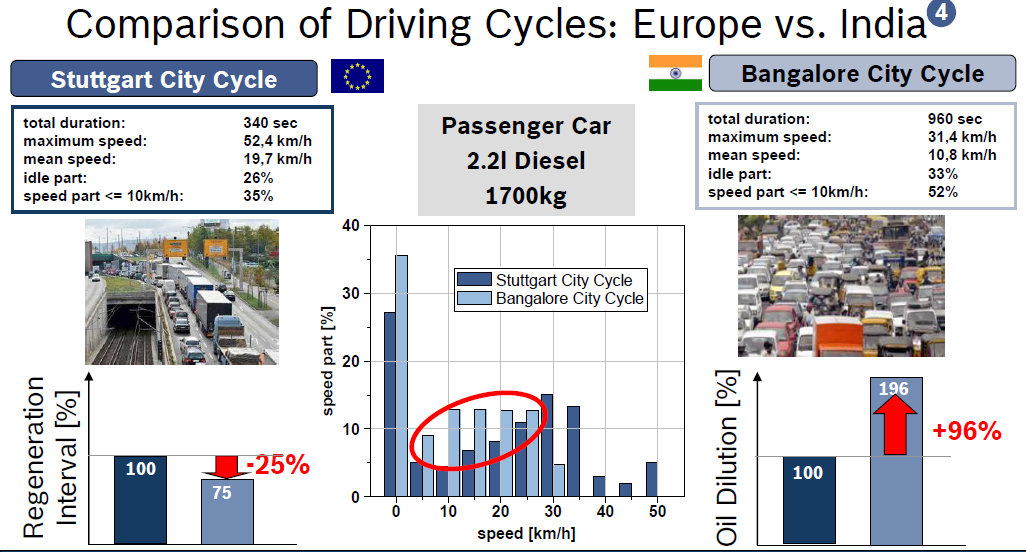 Comparison of Driving Cycles: Europe vs. India 4
Stuttgart City Cycle
Bangalore City Cycle
total duration: 340 sec
maximum speed: 52,4 km/h
mean speed: 19,7 km/h
idle part: 26%
speed part <= 10km/h: 35%
Passenger Car
2.2l Diesel
1700kg
total duration: 960 sec
maximum speed: 31,4 km/h
mean speed: 10,8 km/h
idle part: 33%
speed part <= 10km/h: 52%
Regeneration
Interval [%]
100
75
-25%
speed part [%]
40
30
20
10
0
Stuttgart City Cycle
Bangalore City Cycle
0 10 20 30 40 50
speed [km/h]
Oil Dilution [%]
100
196
+96%